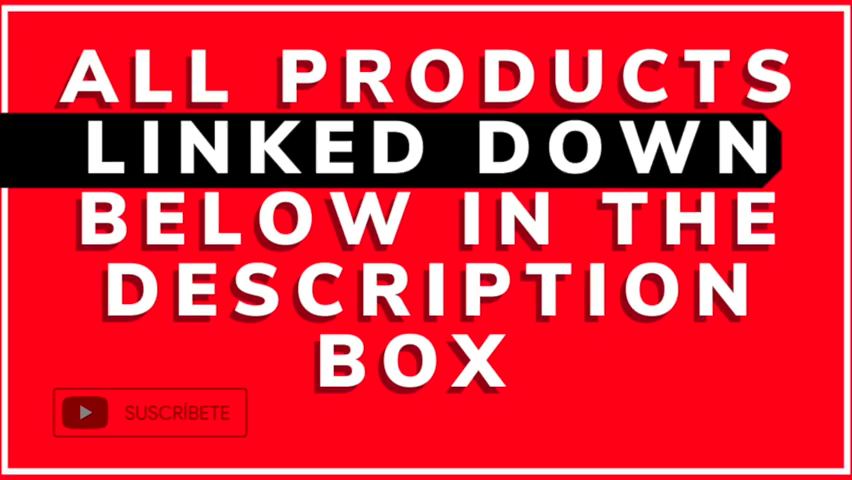 ALL PRODUCTS
LINKED DOWN
BELOW IN THE
DESCRIPTION
BOX
SUSCRÍBETE